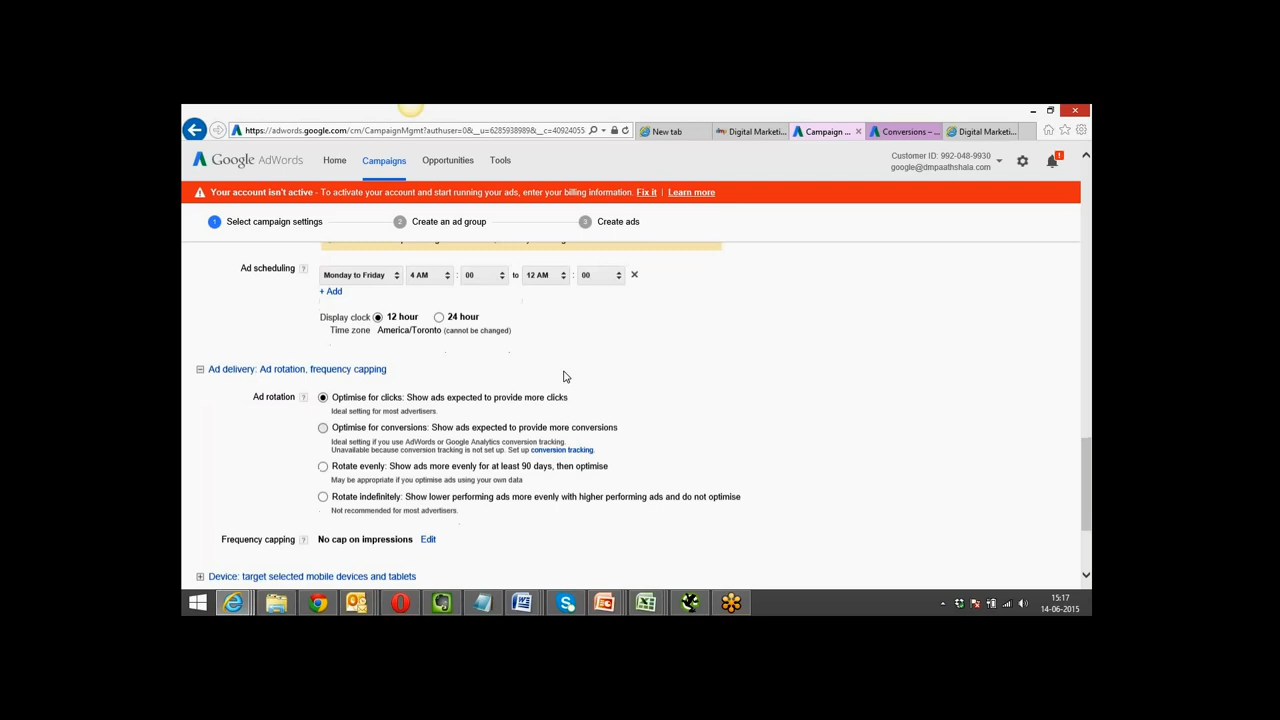 https://adwords.google.com/cm/CampaignMgmt?authuser=0&__u=6285938989&__c=40924055
New tab
Digital Marketi...
Campaign ...
Conversions – ...
Digital Marketi...
Google AdWords
Home
Campaigns
Opportunities
Tools
Customer ID: 992-048-9930
google@dmpaathshala.com
Your account isn't active - To activate your account and start running your ads, enter your billing information. Fix it | Learn more
1 Select campaign settings
2 Create an ad group
3 Create ads
Ad scheduling ? Monday to Friday 4 AM : 00 to 12 AM : 00
+ Add
Display clock 12 hour 24 hour
Time zone America/Toronto (cannot be changed)
Ad delivery: Ad rotation, frequency capping
Ad rotation ? Optimise for clicks: Show ads expected to provide more clicks
Ideal setting for most advertisers.
Optimise for conversions: Show ads expected to provide more conversions
Ideal setting if you use AdWords or Google Analytics conversion tracking.
Unavailable because conversion tracking is not set up. Set up conversion tracking.
Rotate evenly: Show ads more evenly for at least 90 days, then optimise
May be appropriate if you optimise ads using your own data
Rotate indefinitely: Show lower performing ads more evenly with higher performing ads and do not optimise
Not recommended for most advertisers.
Frequency capping ? No cap on impressions Edit
Device: target selected mobile devices and tablets
15:17
14-06-2015